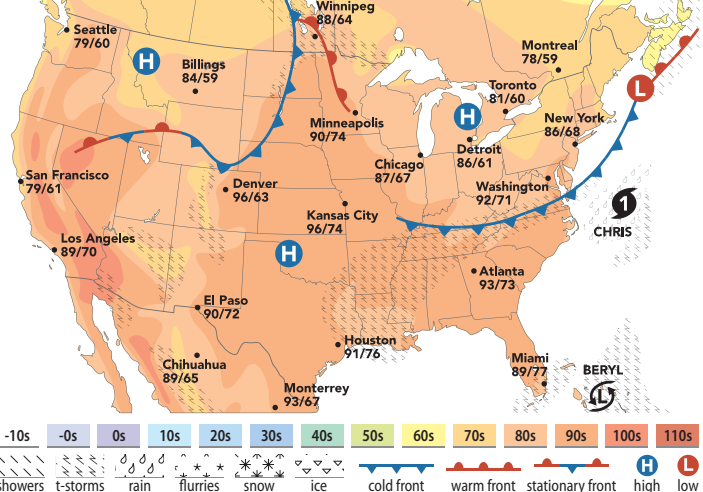 Winnipeg
88/64
Seattle
79/60
H
Billings
84/59
Montreal
78/59
Toronto
81/60
L
H
New York
86/68
Minneapolis
90/74
Detroit
86/61
Chicago
87/67
San Francisco
79/61
Denver
96/63
Washington
92/71
Kansas City
96/74
1
CHRIS
Los Angeles
89/70
H
Atlanta
93/73
El Paso
90/72
Houston
91/76
Chihuahua
89/65
Miami
89/77
BERYL
L
Monterrey
93/67
-10s -0s 0s 10s 20s 30s 40s 50s 60s 70s 80s 90s 100s 110s
H L
showers t-storms rain flurries snow ice cold front warm front stationary front high low